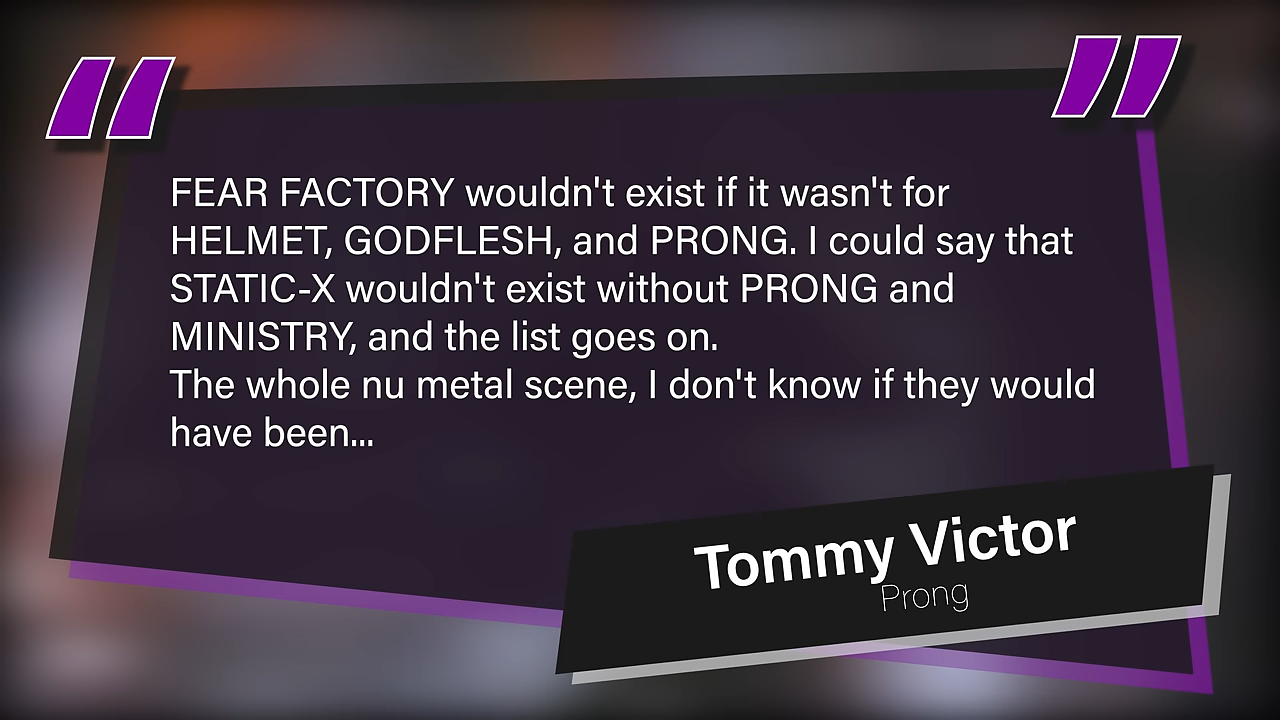 FEAR FACTORY wouldn't exist if it wasn't for
HELMET, GODFLESH, and PRONG. I could say that
STATIC-X wouldn't exist without PRONG and
MINISTRY, and the list goes on.
The whole nu metal scene, I don't know if they would
have been...
Tommy Victor
Prong